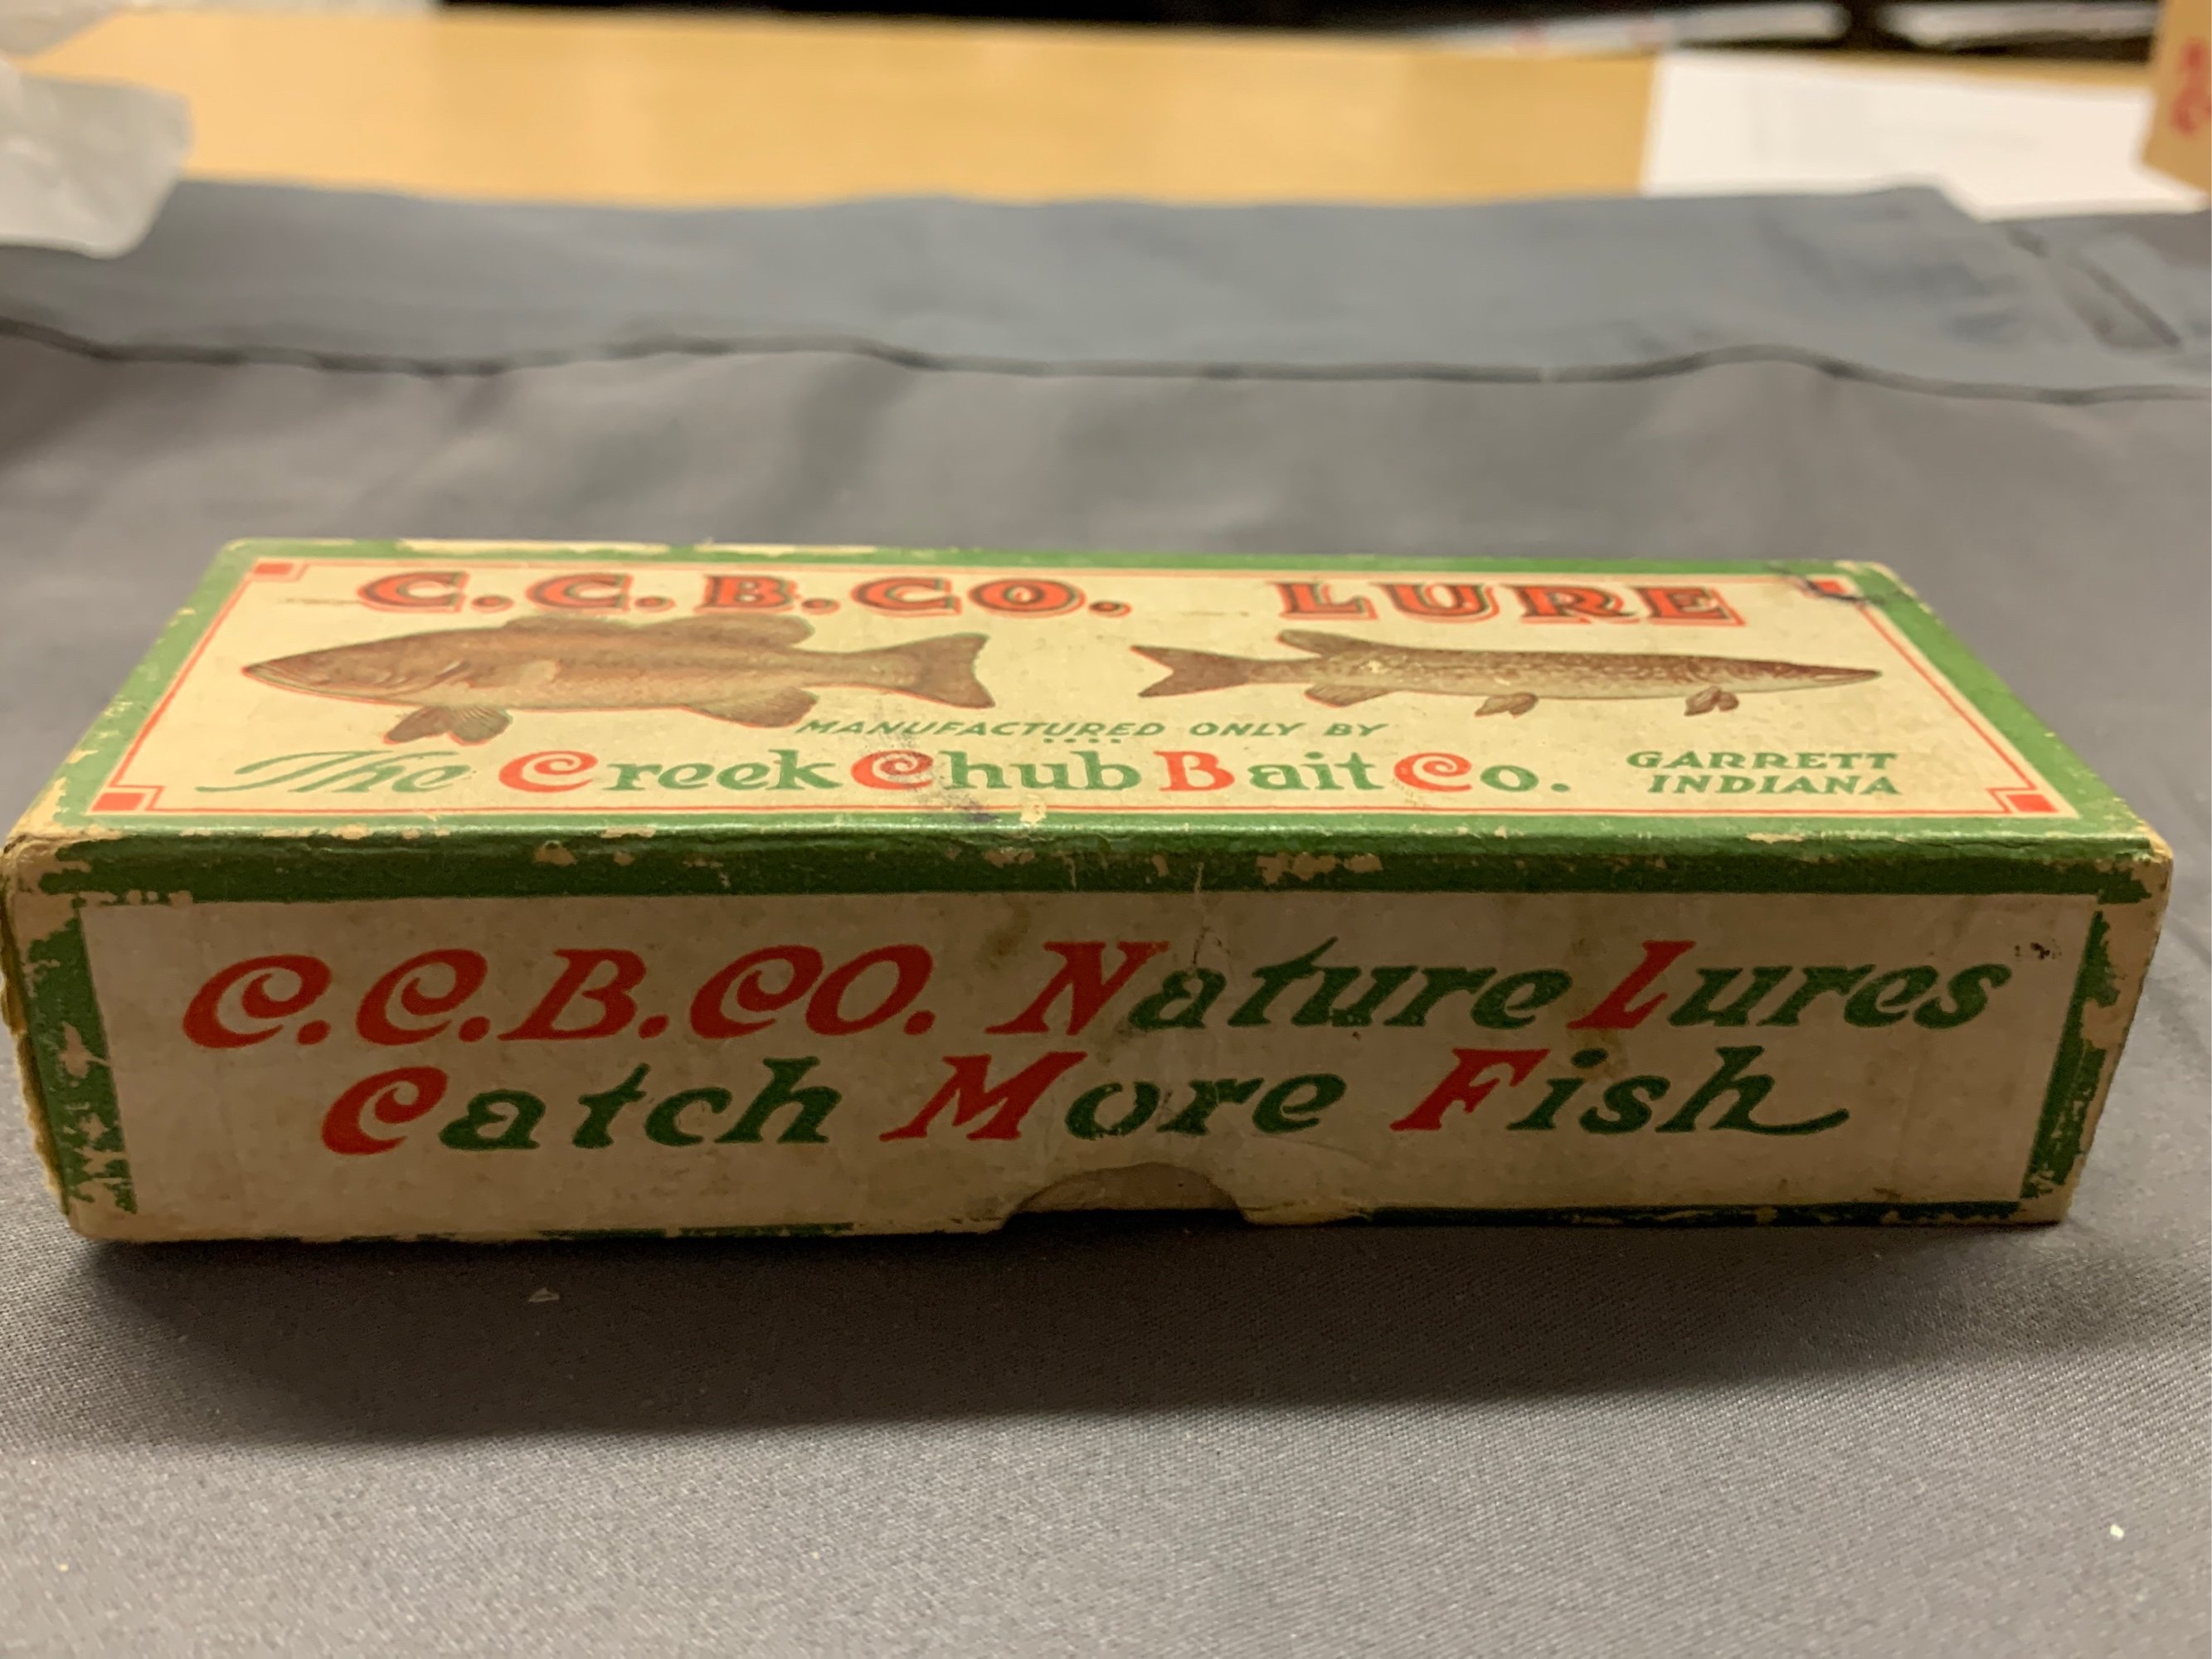 C.C.B.CO. LURE
MANUFACTURED ONLY BY
The Creek Chub Bait Co.
GARRETT
INDIANA
C.C.B.CO. Nature Lures
Catch More Fish